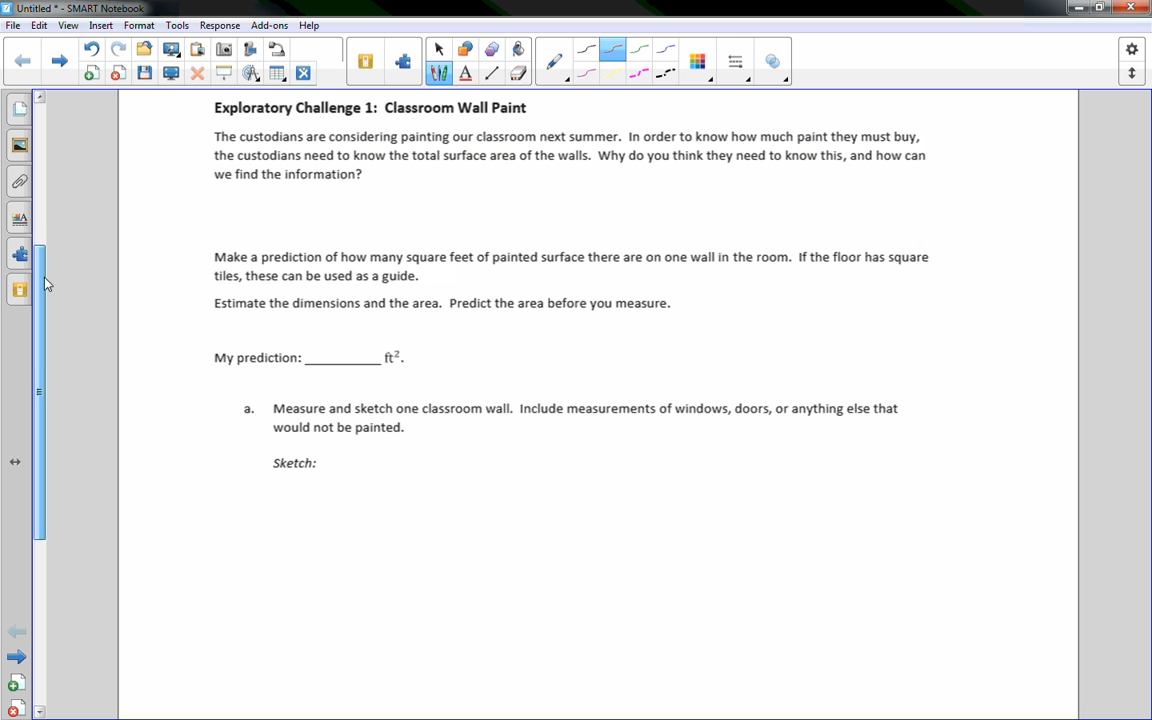 Untitled * - SMART Notebook
File Edit View Insert Format Tools Response Add-ons Help
Exploratory Challenge 1: Classroom Wall Paint
The custodians are considering painting our classroom next summer. In order to know how much paint they must buy,
the custodians need to know the total surface area of the walls. Why do you think they need to know this, and how can
we find the information?
Make a prediction of how many square feet of painted surface there are on one wall in the room. If the floor has square
tiles, these can be used as a guide.
Estimate the dimensions and the area. Predict the area before you measure.
My prediction: __________ ft².
a. Measure and sketch one classroom wall. Include measurements of windows, doors, or anything else that
would not be painted.
Sketch: